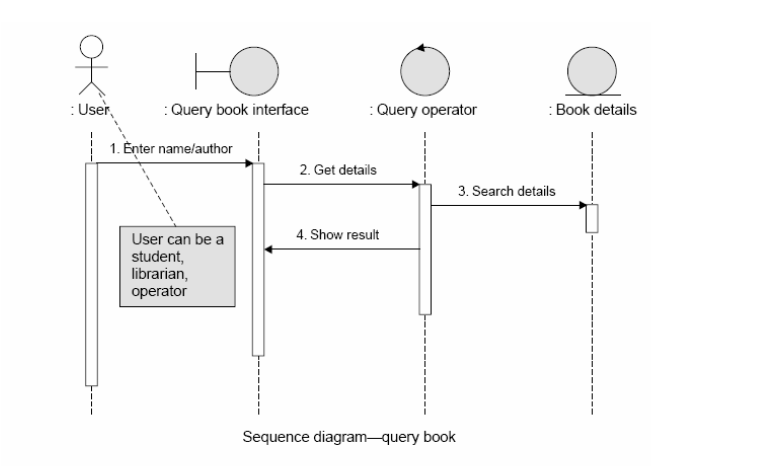 : User
: Query book interface
: Query operator
: Book details
1. Enter name/author
2. Get details
3. Search details
4. Show result
User can be a
student,
librarian,
operator
Sequence diagram—query book